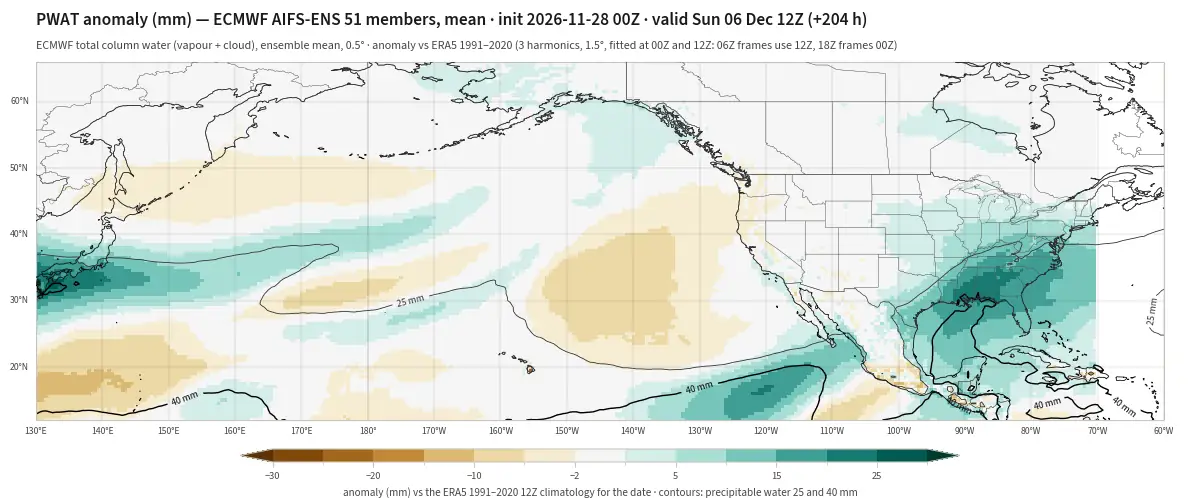 PWAT anomaly (mm) — ECMWF AIFS-ENS 51 members, mean · init 2026-11-28 00Z · valid Sun 06 Dec 12Z (+204 h)
ECMWF total column water (vapour + cloud), ensemble mean, 0.5° · anomaly vs ERA5 1991–2020 (3 harmonics, 1.5°, fitted at 00Z and 12Z: 06Z frames use 12Z, 18Z frames 00Z)
60°N
50°N
40°N
30°N
20°N
25 mm
25 mm
40 mm
40 mm
40 mm
40 mm
130°E 140°E 150°E 160°E 170°E 180° 170°W 160°W 150°W 140°W 130°W 120°W 110°W 100°W 90°W 80°W 70°W 60°W
−30 −20 −10 −2 5 15 25
anomaly (mm) vs the ERA5 1991–2020 12Z climatology for the date · contours: precipitable water 25 and 40 mm